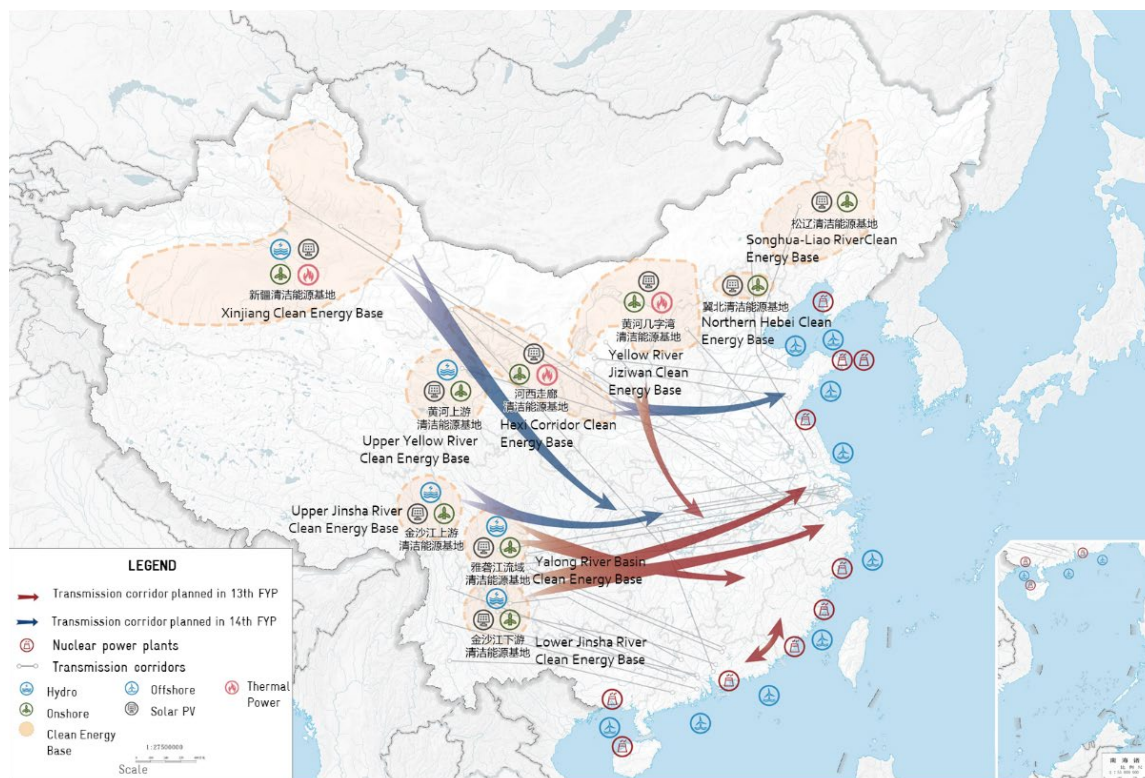 松辽清洁能源基地
Songhua-Liao RiverClean
Energy Base
新疆清洁能源基地
Xinjiang Clean Energy Base
冀北清洁能源基地
Northern Hebei Clean
Energy Base
黄河几字湾
清洁能源基地
Yellow River
Jiziwan Clean
Energy Base
河西走廊
清洁能源基地
Hexi Corridor Clean
Energy Base
黄河上游
清洁能源基地
Upper Yellow River
Clean Energy Base
Upper Jinsha River
Clean Energy Base
金沙江上游
清洁能源基地
雅砻江流域
清洁能源基地
Yalong River Basin
Clean Energy Base
金沙江下游
清洁能源基地
Lower Jinsha River
Clean Energy Base
LEGEND
Transmission corridor planned in 13th FYP
Transmission corridor planned in 14th FYP
Nuclear power plants
Transmission corridors
Hydro
Offshore
Thermal
Power
Onshore
Solar PV
Clean Energy
Base
1:27500000
Scale